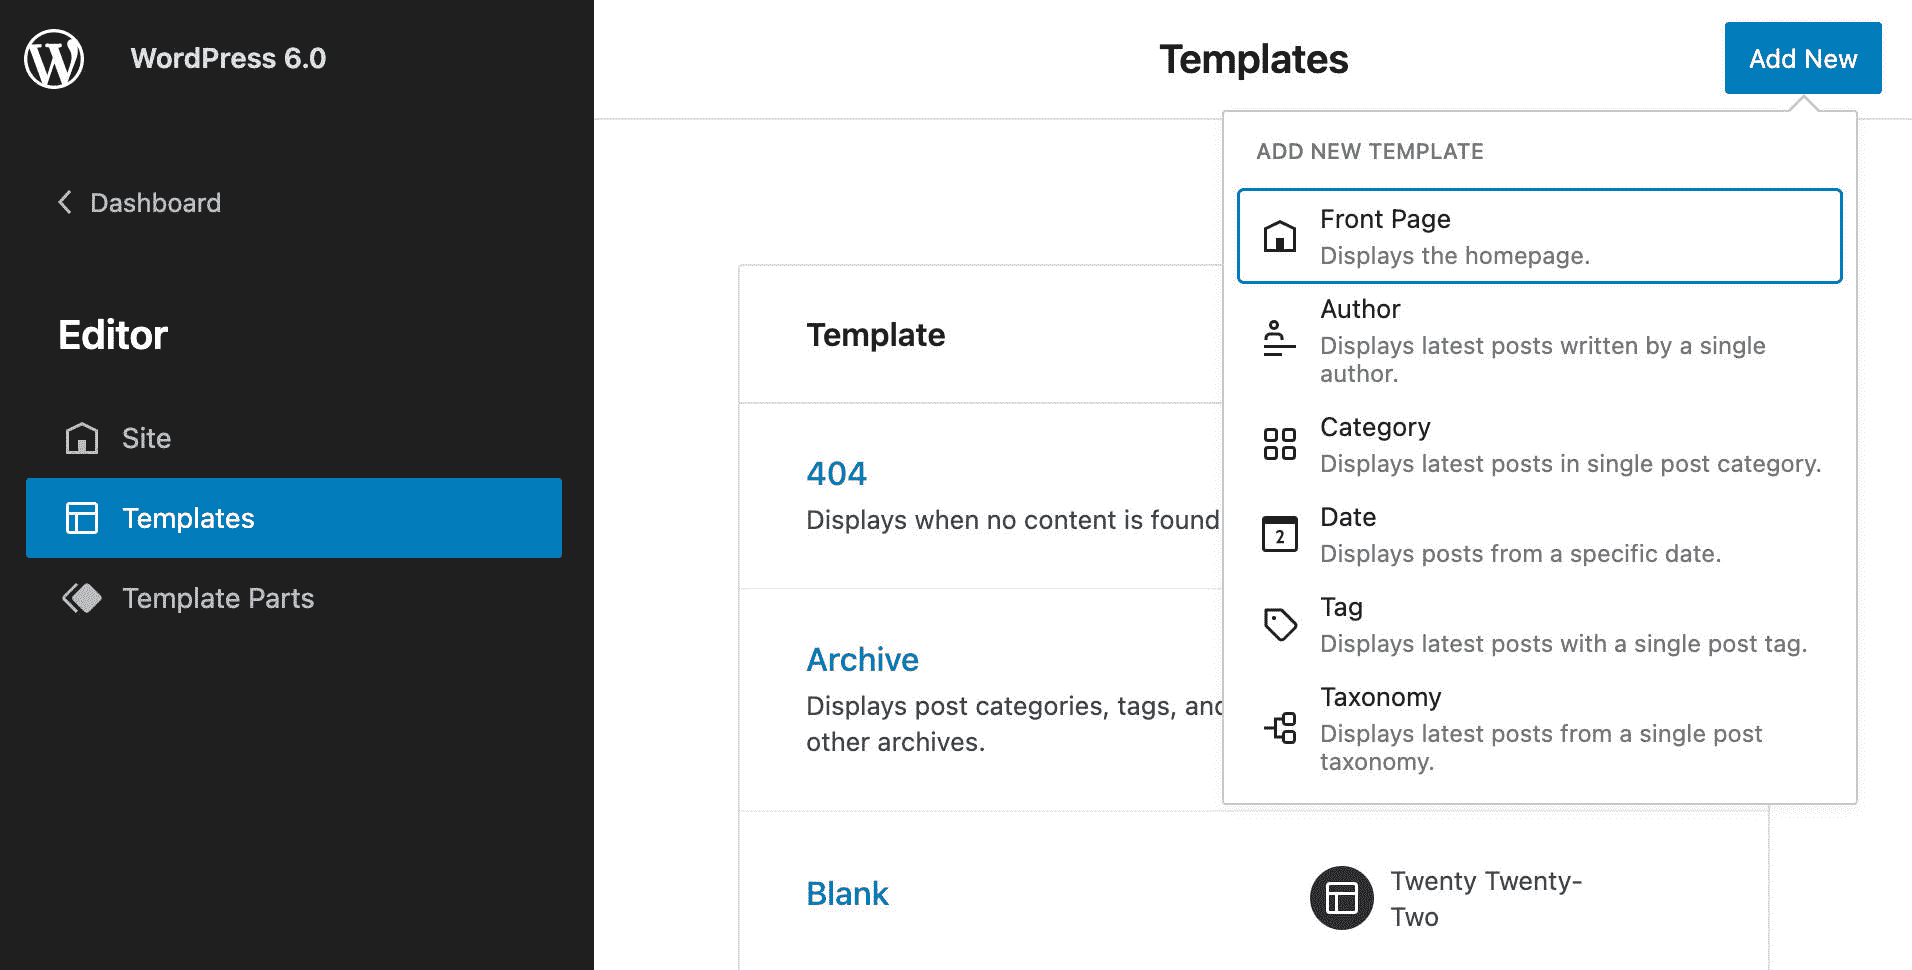 WordPress 6.0
Dashboard
Editor
Site
Templates
Template Parts
Templates
Add New
ADD NEW TEMPLATE
Front Page
Displays the homepage.
Author
Displays latest posts written by a single
author.
Category
Displays latest posts in single post category.
Date
2
Displays posts from a specific date.
Tag
Displays latest posts with a single post tag.
Taxonomy
Displays latest posts from a single post
taxonomy.
Template
404
Displays when no content is found
Archive
Displays post categories, tags, and
other archives.
Blank
Twenty Twenty-
Two